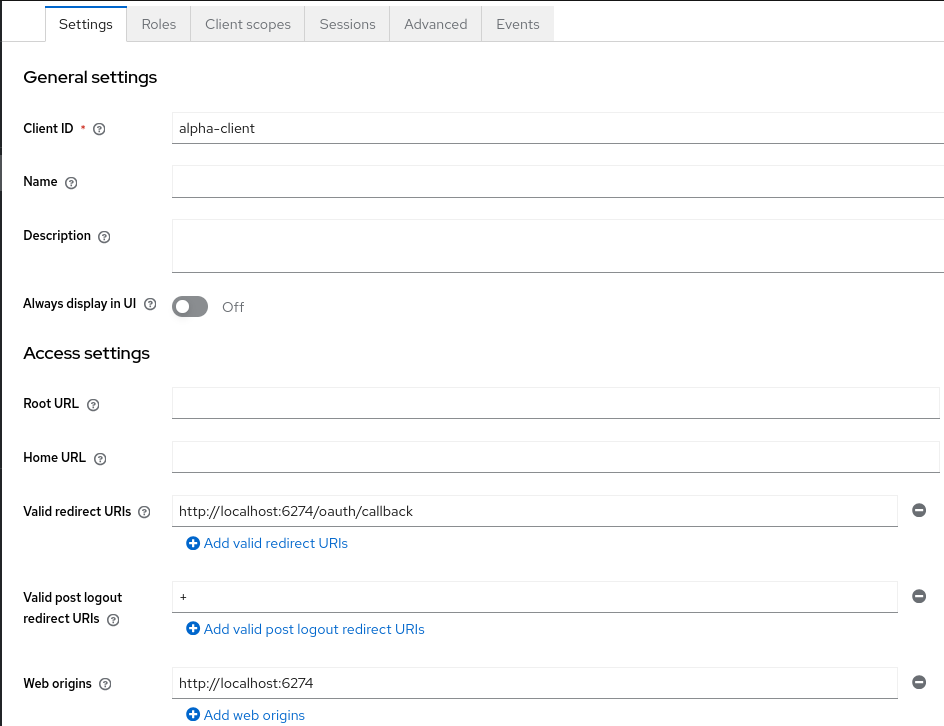 Settings Roles Client scopes Sessions Advanced Events
General settings
Client ID * alpha-client
Name
Description
Always display in UI Off
Access settings
Root URL
Home URL
Valid redirect URIs http://localhost:6274/oauth/callback
Add valid redirect URIs
Valid post logout
redirect URIs +
Add valid post logout redirect URIs
Web origins http://localhost:6274
Add web origins